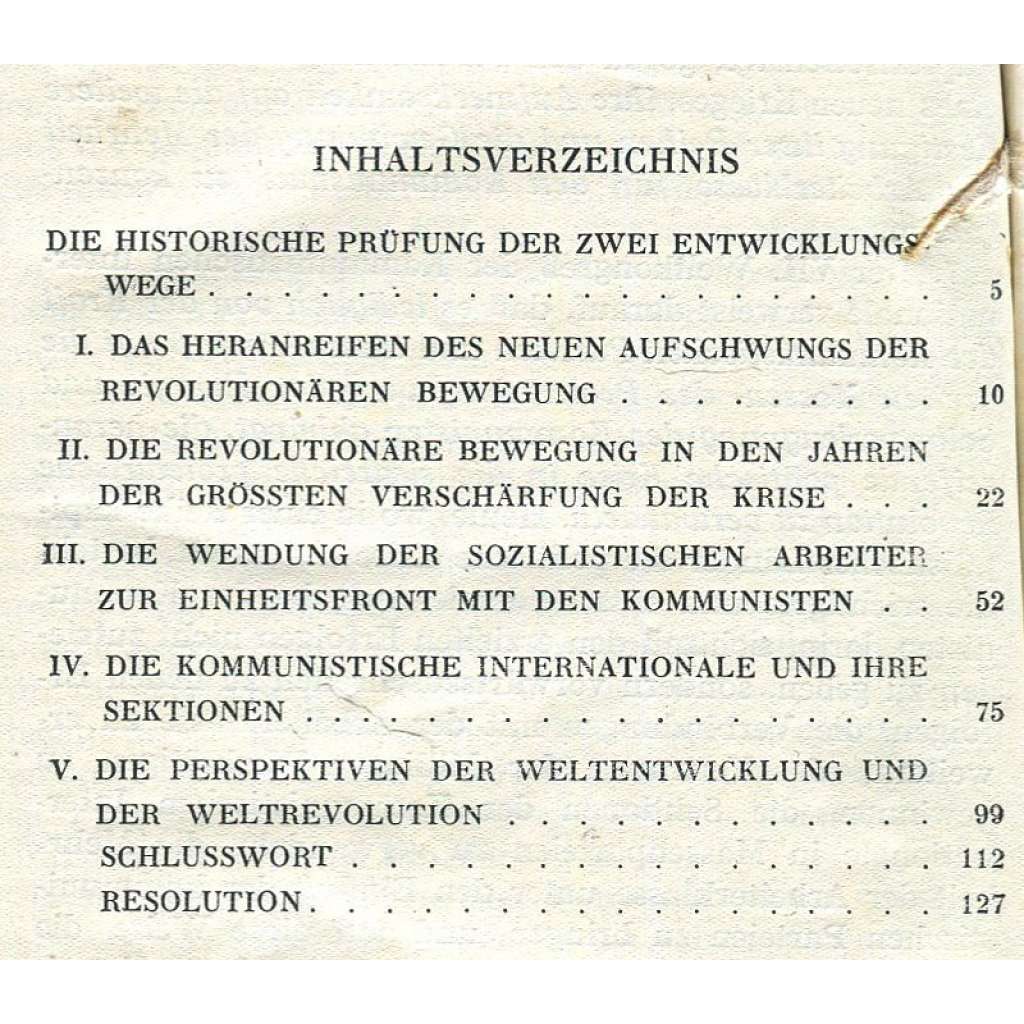 INHALTSVERZEICHNIS
DIE HISTORISCHE PRÜFUNG DER ZWEI ENTWICKLUNGS-
WEGE . . . . . . . . . . . . . . . . . . . . 5
I. DAS HERANREIFEN DES NEUEN AUFSCHWUNGS DER
REVOLUTIONÄREN BEWEGUNG . . . . . . . . . 10
II. DIE REVOLUTIONÄRE BEWEGUNG IN DEN JAHREN
DER GRÖSSTEN VERSCHÄRFUNG DER KRISE . . . 22
III. DIE WENDUNG DER SOZIALISTISCHEN ARBEITER
ZUR EINHEITSFRONT MIT DEN KOMMUNISTEN . . 52
IV. DIE KOMMUNISTISCHE INTERNATIONALE UND IHRE
SEKTIONEN . . . . . . . . . . . . . . . . . 75
V. DIE PERSPEKTIVEN DER WELTENTWICKLUNG UND
DER WELTREVOLUTION . . . . . . . . . . . . 99
SCHLUSSWORT . . . . . . . . . . . . . . . . 112
RESOLUTION . . . . . . . . . . . . . . . . . 127